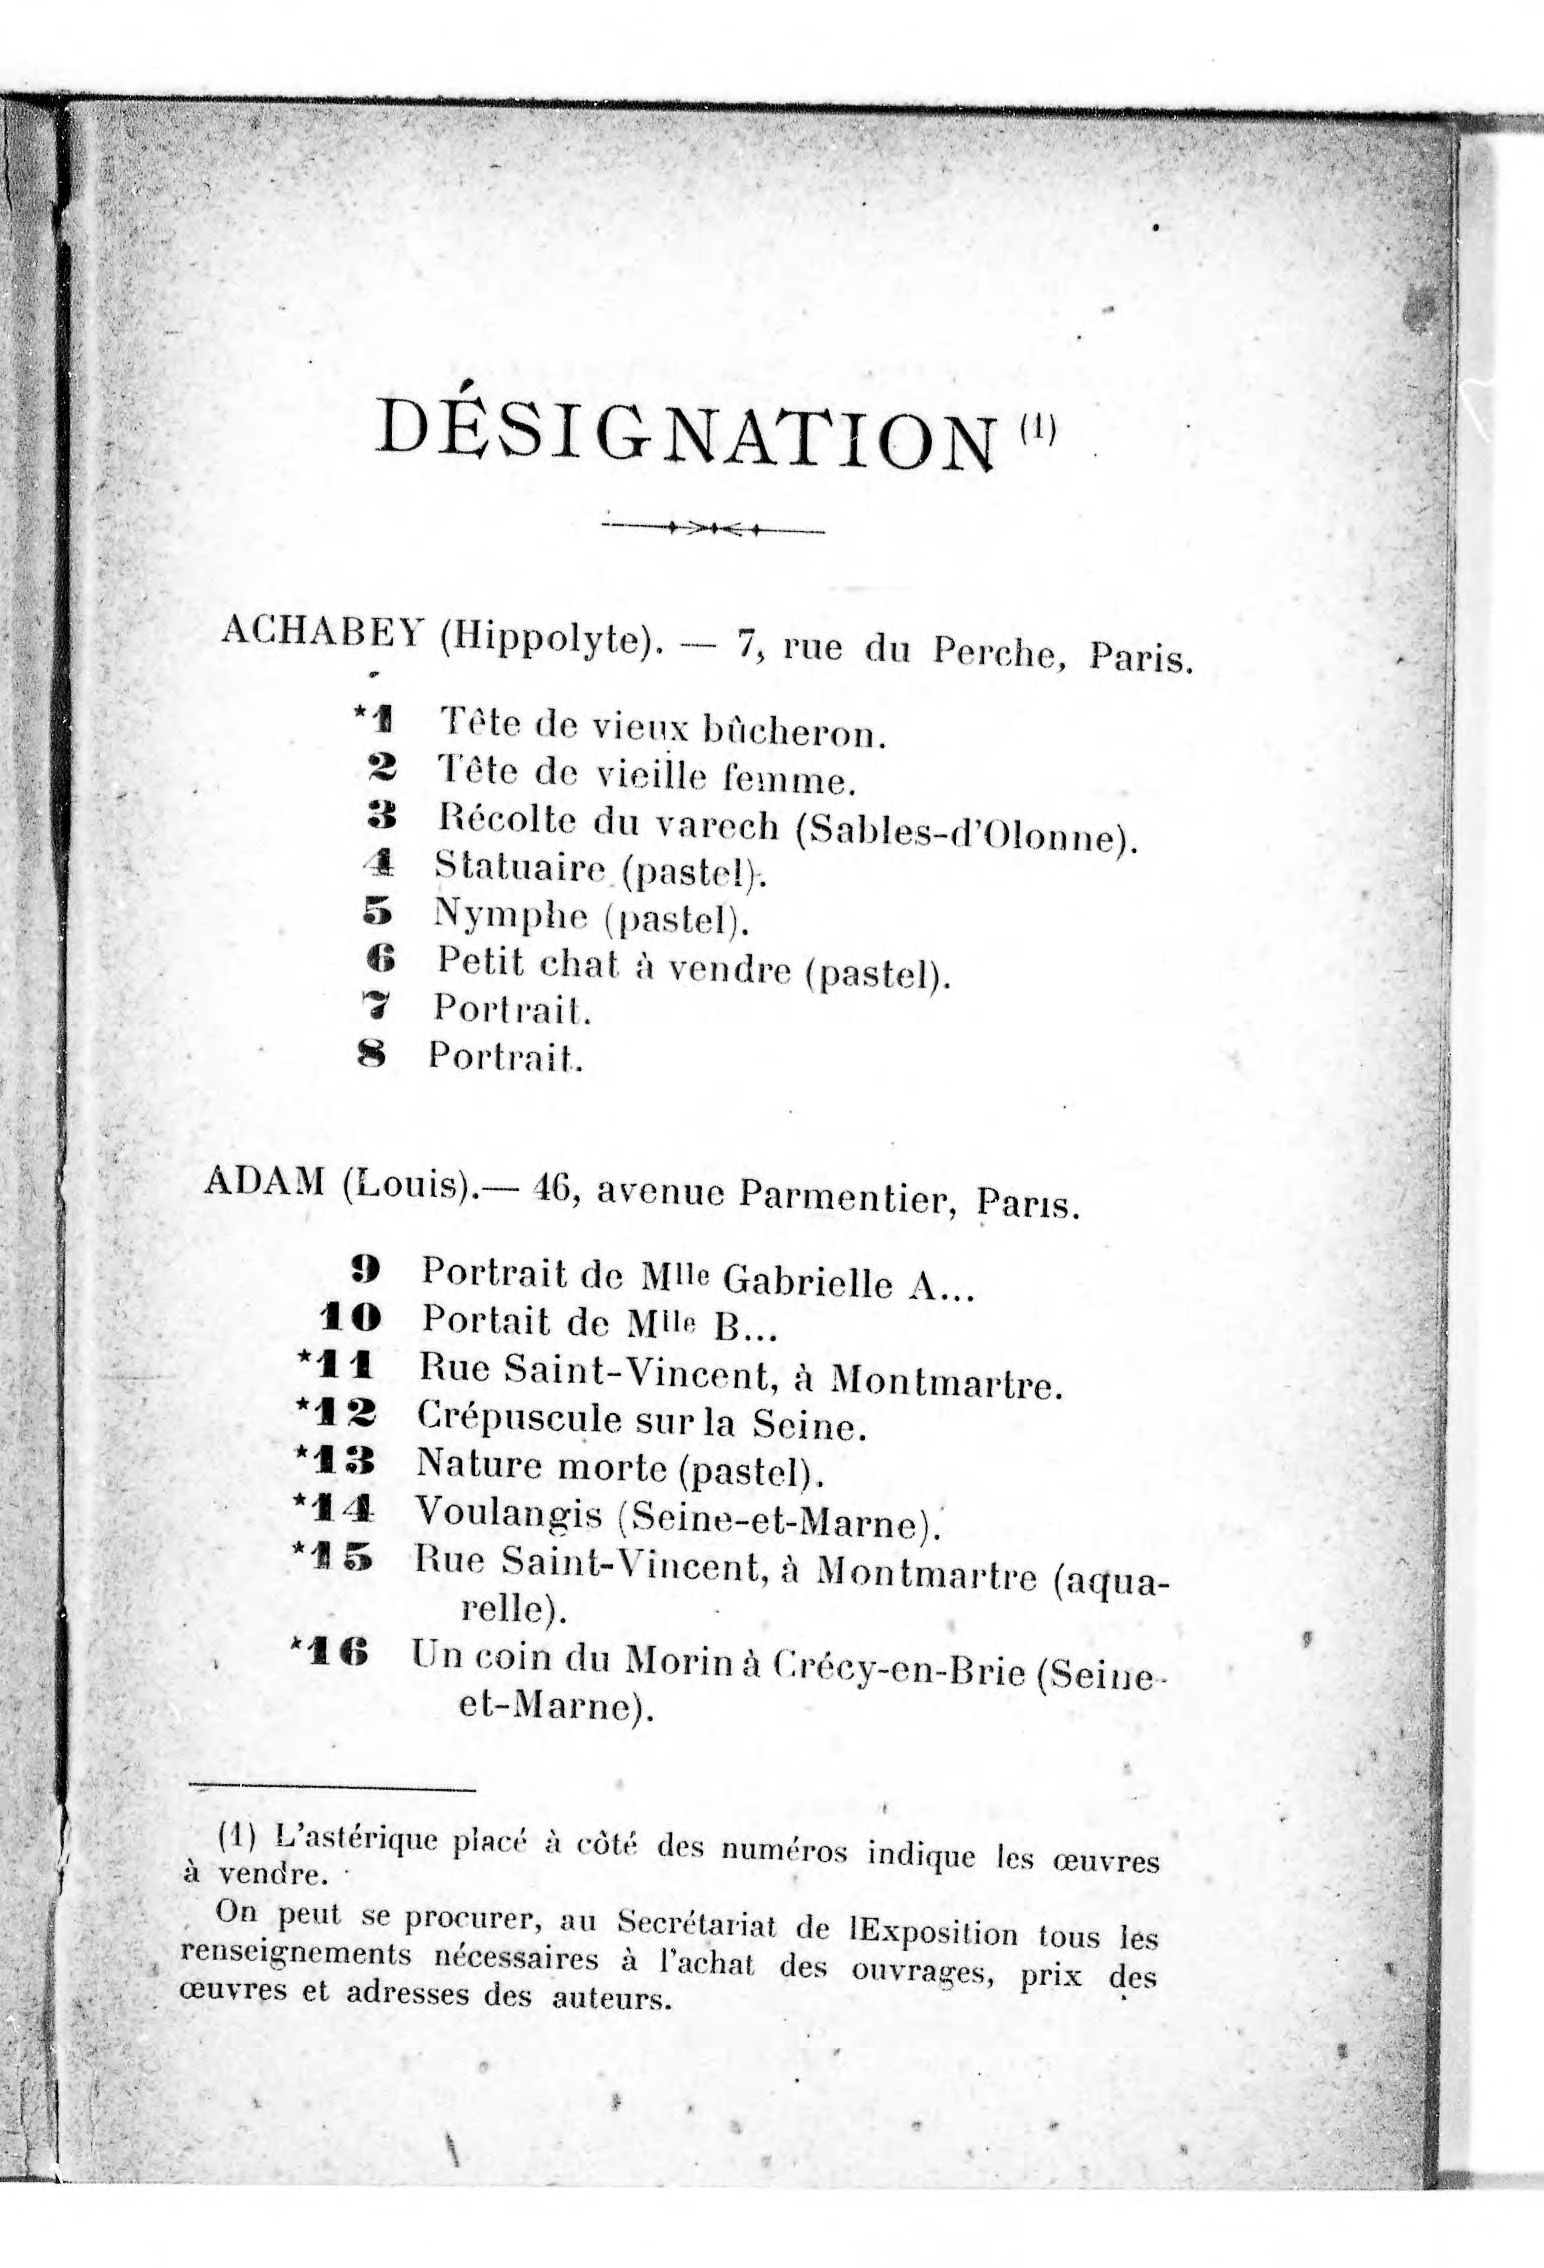 DÉSIGNATION (1)
ACHABEY (Hippolyte). — 7, rue du Perche, Paris.
*1 Tête de vieux bûcheron.
2 Tête de vieille femme.
3 Récolte du varech (Sables-d'Olonne).
4 Statuaire (pastel).
5 Nymphe (pastel).
6 Petit chat à vendre (pastel).
7 Portrait.
8 Portrait.
ADAM (Louis).— 46, avenue Parmentier, Paris.
9 Portrait de Mlle Gabrielle A...
10 Portait de Mlle B...
*11 Rue Saint-Vincent, à Montmartre.
*12 Crépuscule sur la Seine.
*13 Nature morte (pastel).
*14 Voulangis (Seine-et-Marne).
*15 Rue Saint-Vincent, à Montmartre (aqua-
relle).
*16 Un coin du Morin à Crécy-en-Brie (Seine-
et-Marne).
(1) L'astérique placé à côté des numéros indique les œuvres
à vendre.
On peut se procurer, au Secrétariat de lExposition tous les
renseignements nécessaires à l'achat des ouvrages, prix des
œuvres et adresses des auteurs.